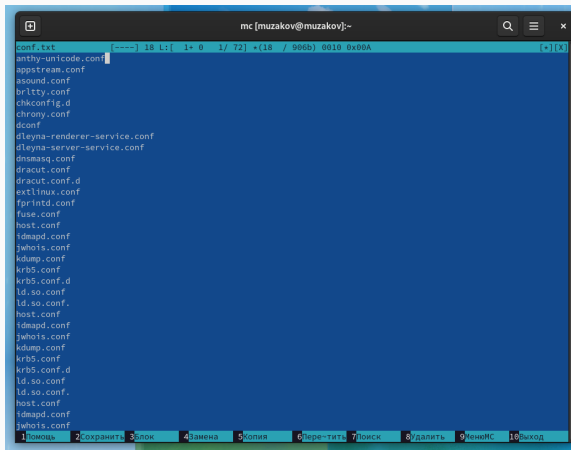 mc [muzakov@muzakov]:~
conf.txt [----] 18 L:[ 1+ 0 1/ 72] *(18 / 906b) 0010 0x00A [*][X]
anthy-unicode.conf
appstream.conf
asound.conf
brltty.conf
chkconfig.d
chrony.conf
dconf
dleyna-renderer-service.conf
dleyna-server-service.conf
dnsmasq.conf
dracut.conf
dracut.conf.d
extlinux.conf
fprintd.conf
fuse.conf
host.conf
idmapd.conf
jwhois.conf
kdump.conf
krb5.conf
krb5.conf.d
ld.so.conf
ld.so.conf.
host.conf
idmapd.conf
jwhois.conf
kdump.conf
krb5.conf
krb5.conf.d
ld.so.conf
ld.so.conf.
host.conf
idmapd.conf
jwhois.conf
1Помощь 2Сохранить 3Блок 4Замена 5Копия 6Пере~тить 7Поиск 8Удалить 9МенюMC 10Выход